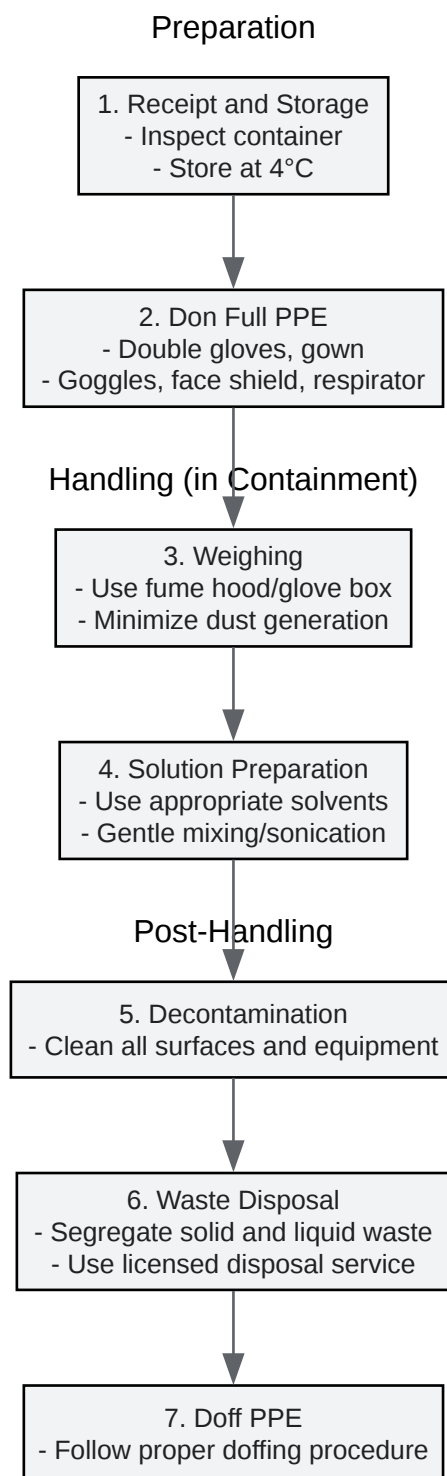 Preparation
1. Receipt and Storage
- Inspect container
- Store at 4°C
2. Don Full PPE
- Double gloves, gown
- Goggles, face shield, respirator
Handling (in Containment)
3. Weighing
- Use fume hood/glove box
- Minimize dust generation
4. Solution Preparation
- Use appropriate solvents
- Gentle mixing/sonication
Post-Handling
5. Decontamination
- Clean all surfaces and equipment
6. Waste Disposal
- Segregate solid and liquid waste
- Use licensed disposal service
7. Doff PPE
- Follow proper doffing procedure